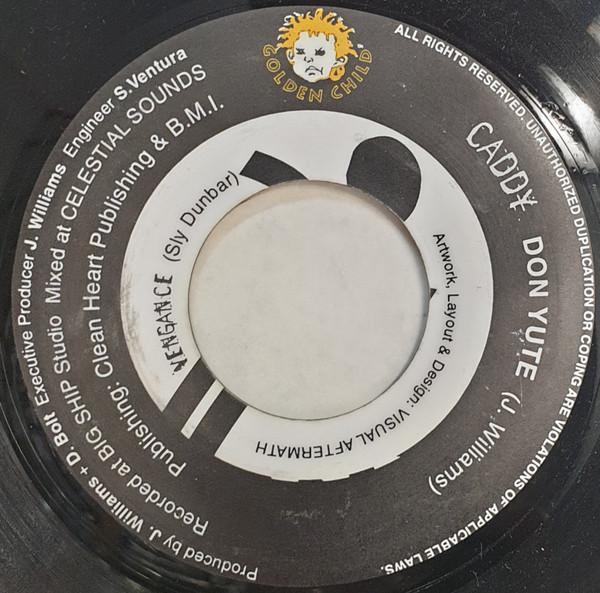 GOLDEN CHILD
ALL RIGHTS RESERVED. UNAUTHORIZED DUPLICATION OR COPING ARE VIOLATIONS OF APPLICABLE LAWS.
CADDY
DON YUTE
(J. Williams)
Produced by J. Williams + D. Bolt Executive Producer J. Williams Engineer S.Ventura
Recorded at BIG SHIP Studio Mixed at CELESTIAL SOUNDS
Publishing: Clean Heart Publishing & B.M.I.
VENGANCE (Sly Dunbar)
Artwork, Layout & Design: VISUAL AFTERMATH